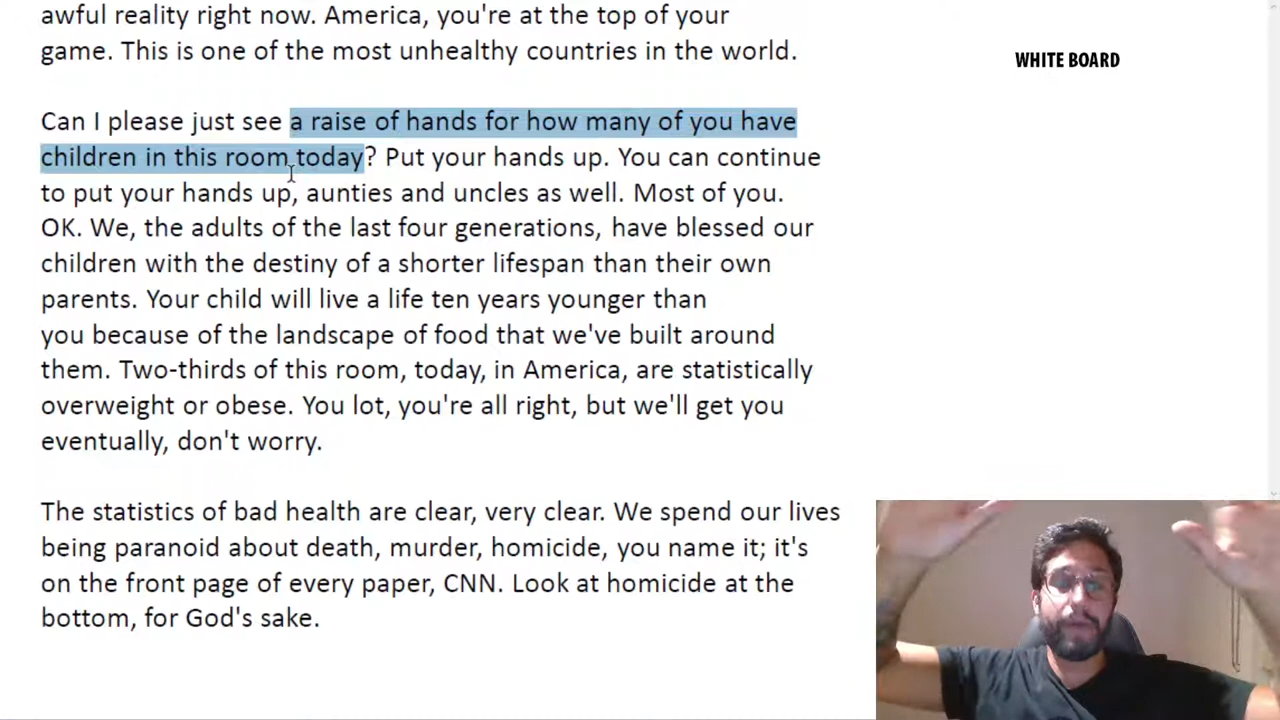 awful reality right now. America, you're at the top of your
game. This is one of the most unhealthy countries in the world.
WHITE BOARD
Can I please just see a raise of hands for how many of you have
children in this room today? Put your hands up. You can continue
to put your hands up, aunties and uncles as well. Most of you.
OK. We, the adults of the last four generations, have blessed our
children with the destiny of a shorter lifespan than their own
parents. Your child will live a life ten years younger than
you because of the landscape of food that we've built around
them. Two-thirds of this room, today, in America, are statistically
overweight or obese. You lot, you're all right, but we'll get you
eventually, don't worry.
The statistics of bad health are clear, very clear. We spend our lives
being paranoid about death, murder, homicide, you name it; it's
on the front page of every paper, CNN. Look at homicide at the
bottom, for God's sake.